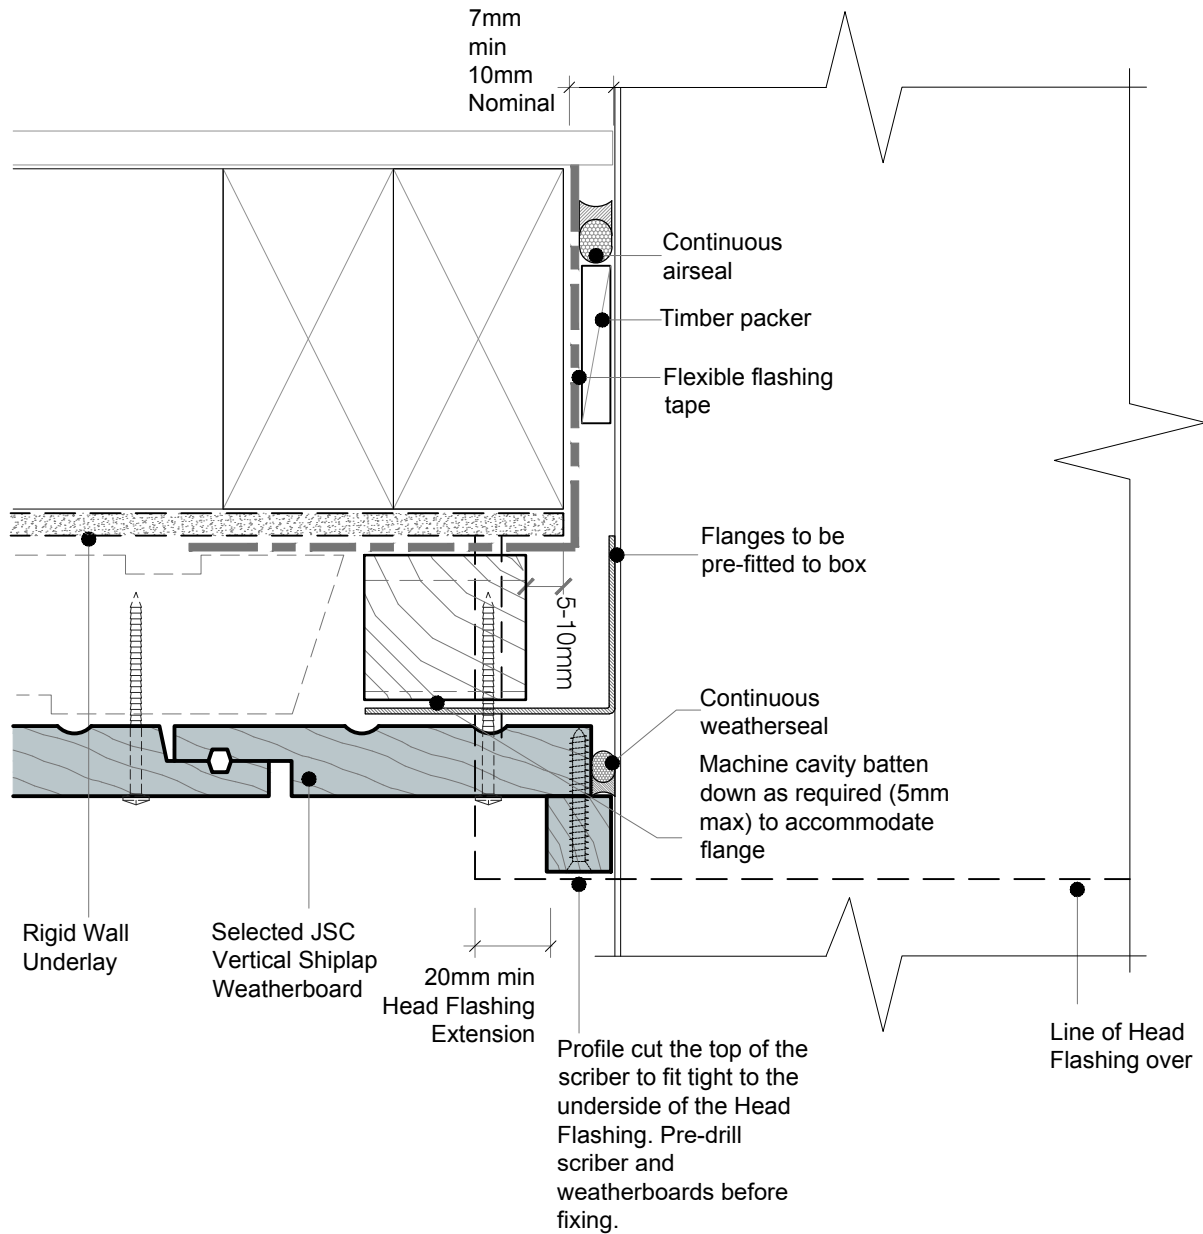 7mm
min
10mm
Nominal
Continuous
airseal
Timber packer
Flexible flashing
tape
Flanges to be
pre-fitted to box
5-10mm
Continuous
weatherseal
Machine cavity batten
down as required (5mm
max) to accommodate
flange
Rigid Wall
Underlay
Selected JSC
Vertical Shiplap
Weatherboard
20mm min
Head Flashing
Extension
Profile cut the top of the
scriber to fit tight to the
underside of the Head
Flashing. Pre-drill
scriber and
weatherboards before
fixing.
Line of Head
Flashing over